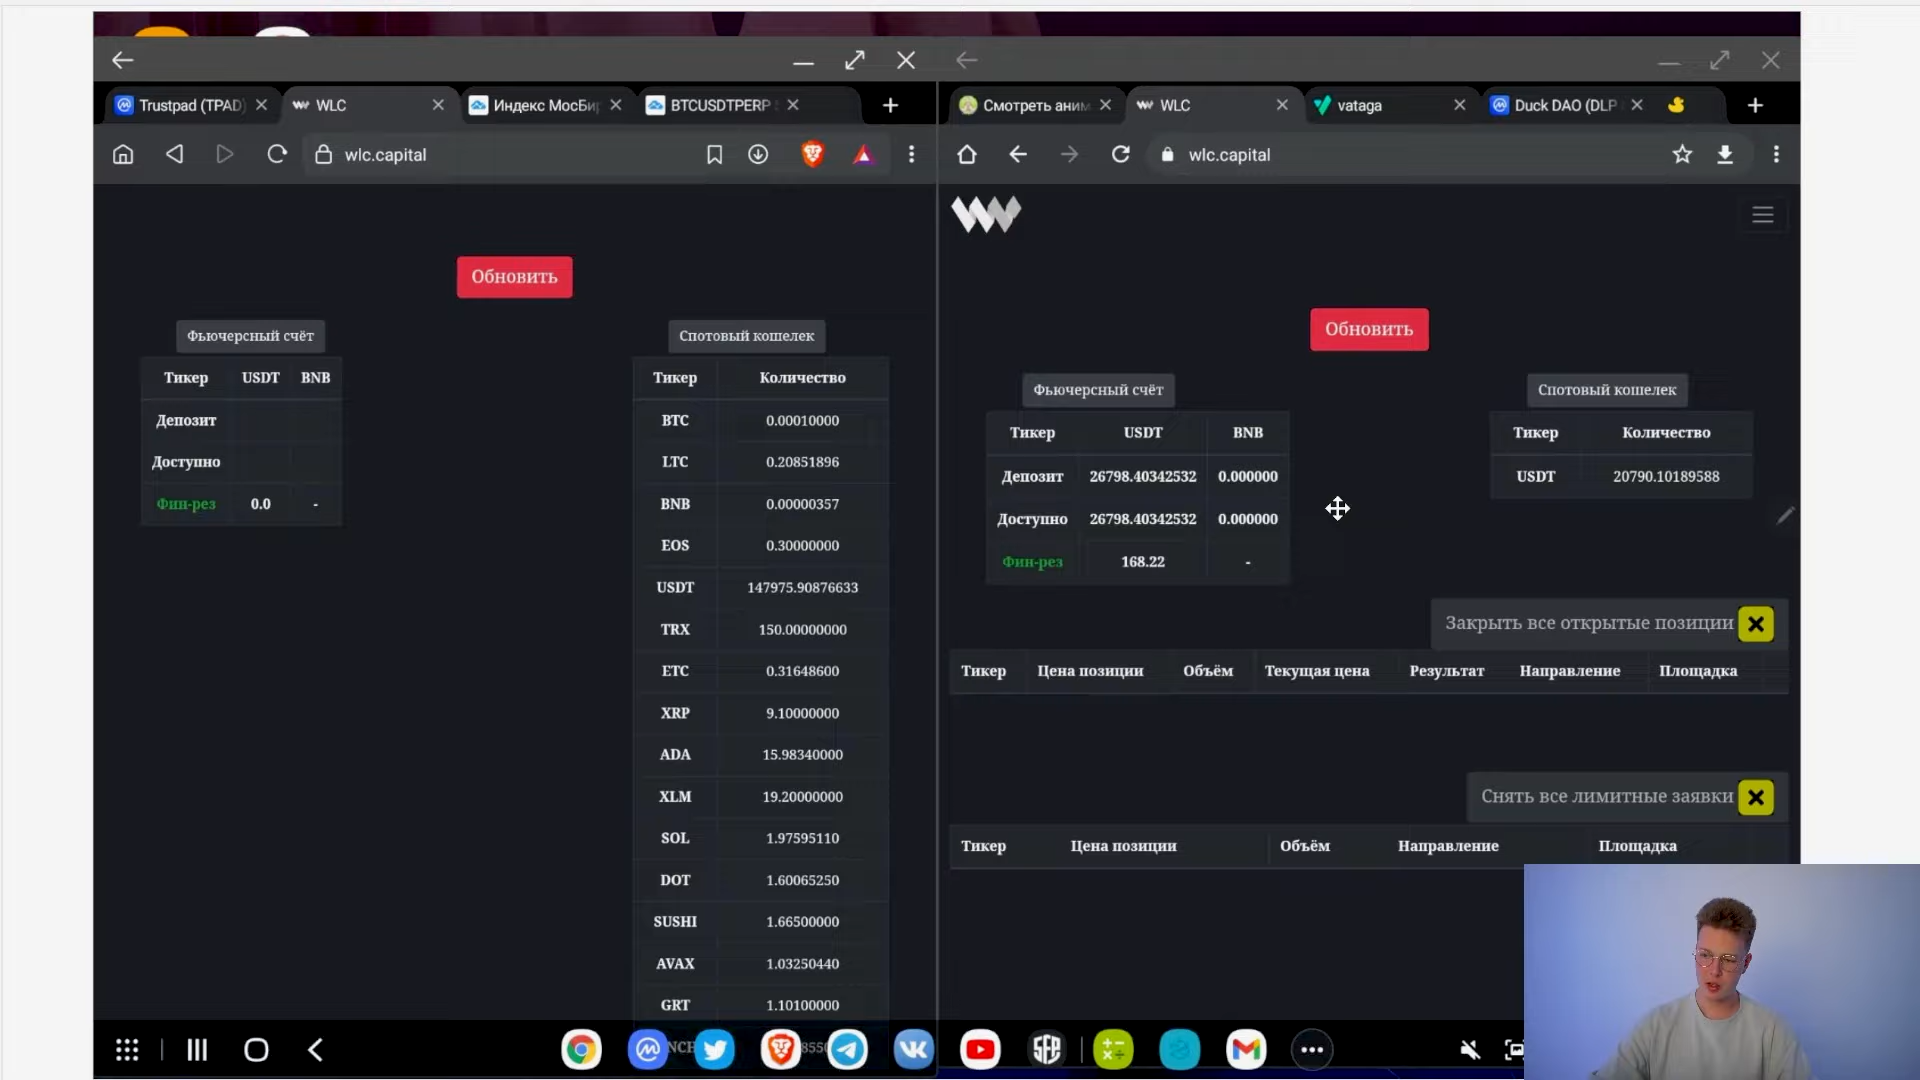 Trustpad (TPAD)
WLC
Индекс МосБир
BTCUSDTPERP
wlc.capital
Обновить
Фьючерсный счёт
Тикер USDT BNB
Депозит
Доступно
Фин-рез 0.0 -
Спотовый кошелек
Тикер Количество
BTC 0.00010000
LTC 0.20851896
BNB 0.00000357
EOS 0.30000000
USDT 147975.90876633
TRX 150.00000000
ETC 0.31648600
XRP 9.10000000
ADA 15.98340000
XLM 19.20000000
SOL 1.97595110
DOT 1.60065250
SUSHI 1.66500000
AVAX 1.03250440
GRT 1.10100000
Смотреть аним
WLC
vataga
Duck DAO (DLP
wlc.capital
Обновить
Фьючерсный счёт
Тикер USDT BNB
Депозит 26798.40342532 0.000000
Доступно 26798.40342532 0.000000
Фин-рез 168.22 -
Спотовый кошелек
Тикер Количество
USDT 20790.10189588
Закрыть все открытые позиции
Тикер Цена позиции Объём Текущая цена Результат Направление Площадка
Снять все лимитные заявки
Тикер Цена позиции Объём Направление Площадка
SFP